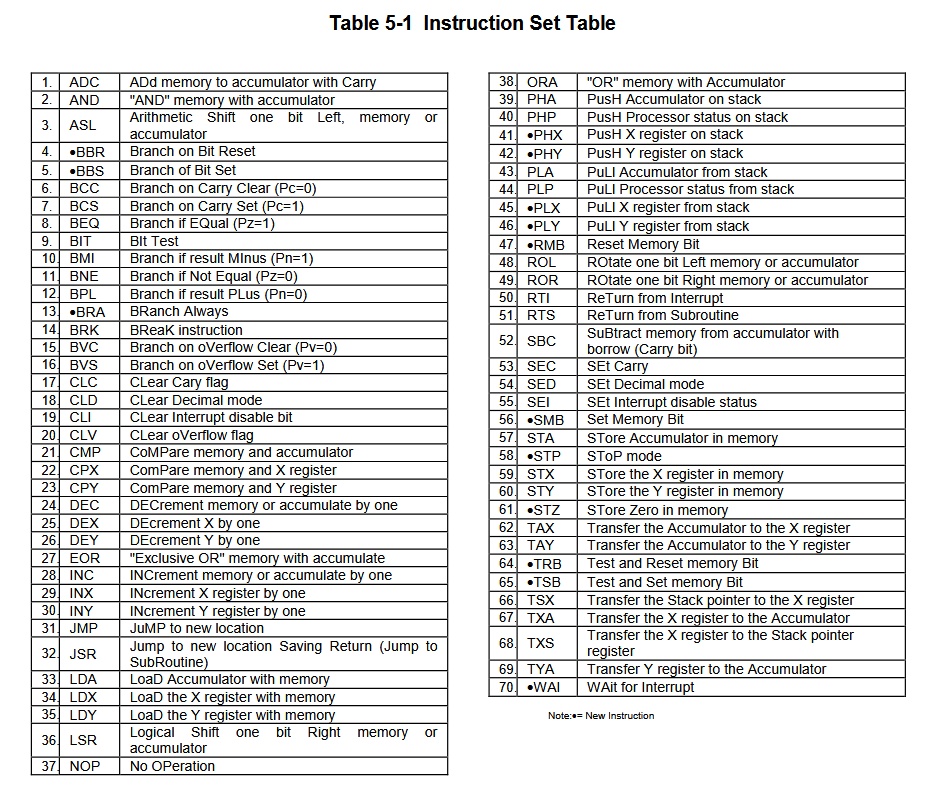 Table 5-1 Instruction Set Table
1. ADC ADd memory to accumulator with Carry
2. AND "AND" memory with accumulator
3. ASL Arithmetic Shift one bit Left, memory or
accumulator
4. •BBR Branch on Bit Reset
5. •BBS Branch of Bit Set
6. BCC Branch on Carry Clear (Pc=0)
7. BCS Branch on Carry Set (Pc=1)
8. BEQ Branch if EQual (Pz=1)
9. BIT BIt Test
10. BMI Branch if result MInus (Pn=1)
11. BNE Branch if Not Equal (Pz=0)
12. BPL Branch if result PLus (Pn=0)
13. •BRA BRanch Always
14. BRK BReaK instruction
15. BVC Branch on oVerflow Clear (Pv=0)
16. BVS Branch on oVerflow Set (Pv=1)
17. CLC CLear Cary flag
18. CLD CLear Decimal mode
19. CLI CLear Interrupt disable bit
20. CLV CLear oVerflow flag
21. CMP CoMPare memory and accumulator
22. CPX ComPare memory and X register
23. CPY ComPare memory and Y register
24. DEC DECrement memory or accumulate by one
25. DEX DEcrement X by one
26. DEY DEcrement Y by one
27. EOR "Exclusive OR" memory with accumulate
28. INC INCrement memory or accumulate by one
29. INX INcrement X register by one
30. INY INcrement Y register by one
31. JMP JuMP to new location
32. JSR Jump to new location Saving Return (Jump to
SubRoutine)
33. LDA LoaD Accumulator with memory
34. LDX LoaD the X register with memory
35. LDY LoaD the Y register with memory
36. LSR Logical Shift one bit Right memory or
accumulator
37. NOP No OPeration
38. ORA "OR" memory with Accumulator
39. PHA PusH Accumulator on stack
40. PHP PusH Processor status on stack
41. •PHX PusH X register on stack
42. •PHY PusH Y register on stack
43. PLA PuLl Accumulator from stack
44. PLP PuLl Processor status from stack
45. •PLX PuLl X register from stack
46. •PLY PuLl Y register from stack
47. •RMB Reset Memory Bit
48. ROL ROtate one bit Left memory or accumulator
49. ROR ROtate one bit Right memory or accumulator
50. RTI ReTurn from Interrupt
51. RTS ReTurn from Subroutine
52. SBC SuBtract memory from accumulator with
borrow (Carry bit)
53. SEC SEt Carry
54. SED SEt Decimal mode
55. SEI SEt Interrupt disable status
56. •SMB Set Memory Bit
57. STA STore Accumulator in memory
58. •STP SToP mode
59. STX STore the X register in memory
60. STY STore the Y register in memory
61. •STZ STore Zero in memory
62. TAX Transfer the Accumulator to the X register
63. TAY Transfer the Accumulator to the Y register
64. •TRB Test and Reset memory Bit
65. •TSB Test and Set memory Bit
66. TSX Transfer the Stack pointer to the X register
67. TXA Transfer the X register to the Accumulator
68. TXS Transfer the X register to the Stack pointer
register
69. TYA Transfer Y register to the Accumulator
70. •WAI WAit for Interrupt
Note:•= New Instruction